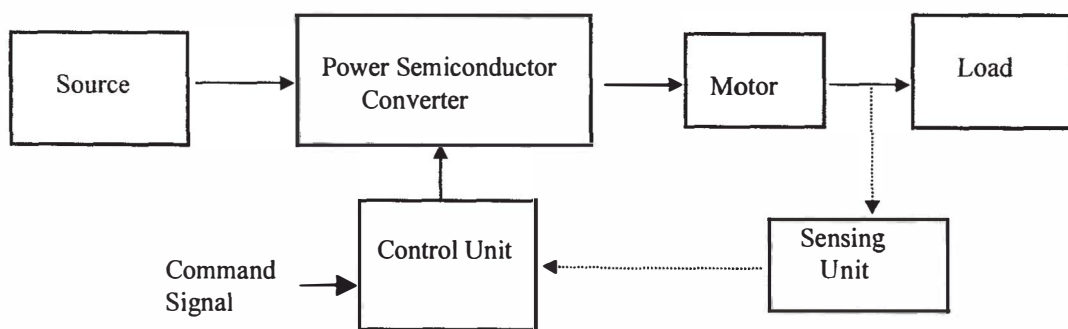 Source
Power Semiconductor
Converter
Motor
Load
Control Unit
Sensing
Unit
Command
Signal